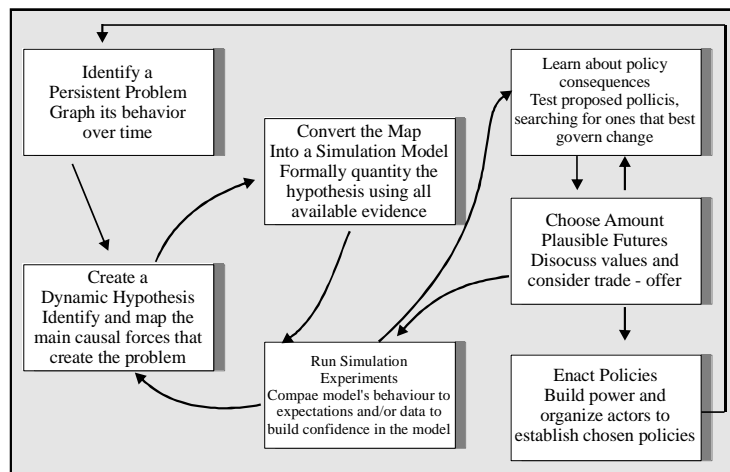 Identify a
Persistent Problem
Graph its behavior
over time
Convert the Map
Into a Simulation Model
Formally quantity the
hypothesis using all
available evidence
Learn about policy
consequences
Test proposed pollicis,
searching for ones that best
govern change
Create a
Dynamic Hypothesis
Identify and map the
main causal forces that
create the problem
Run Simulation
Experiments
Compae model's behaviour to
expectations and/or data to
build confidence in the model
Choose Amount
Plausible Futures
Disocuss values and
consider trade - offer
Enact Policies
Build power and
organize actors to
establish chosen policies